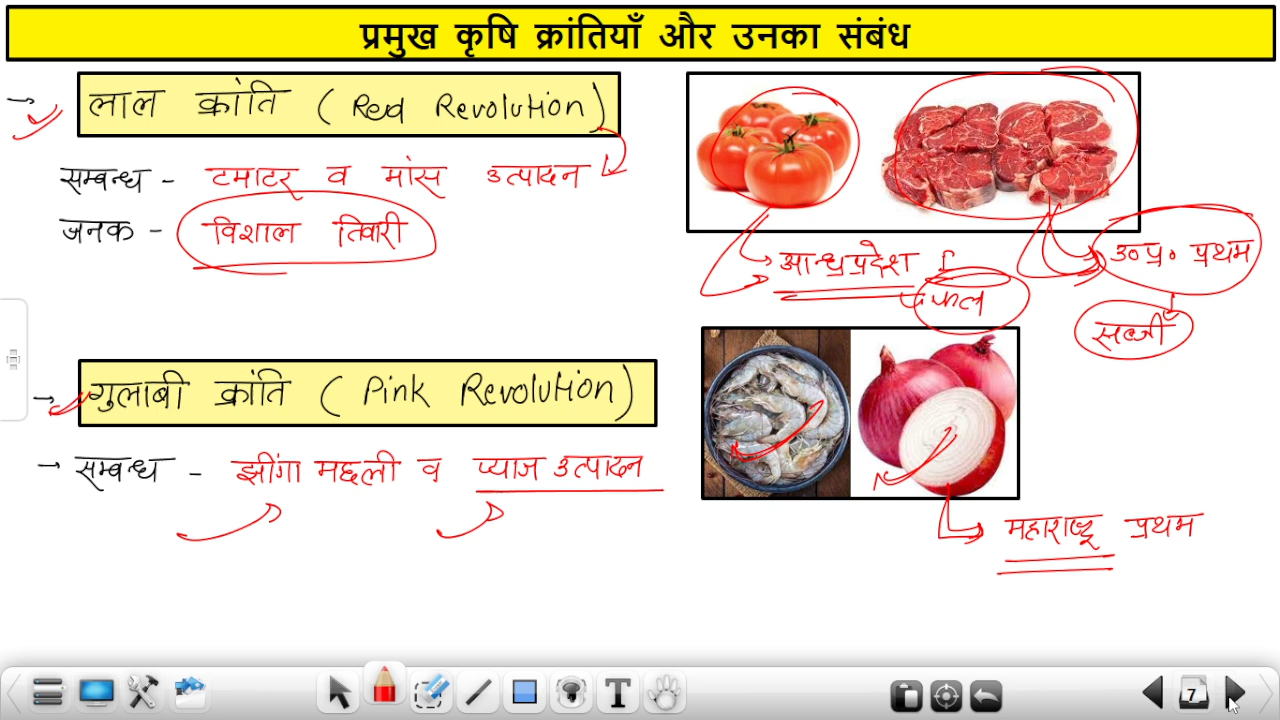 प्रमुख कृषि क्रांतियाँ और उनका संबंध
लाल क्रांति ( Red Revolution )
सम्बन्ध - टमाटर व मांस उत्पादन
जनक - विशाल तिवारी
आन्ध्रप्रदेश
फल
उ०प्र० प्रथम
सब्जी
गुलाबी क्रांति ( Pink Revolution )
सम्बन्ध - झींगा मछली व प्याज उत्पादन
महाराष्ट्र प्रथम
7
T